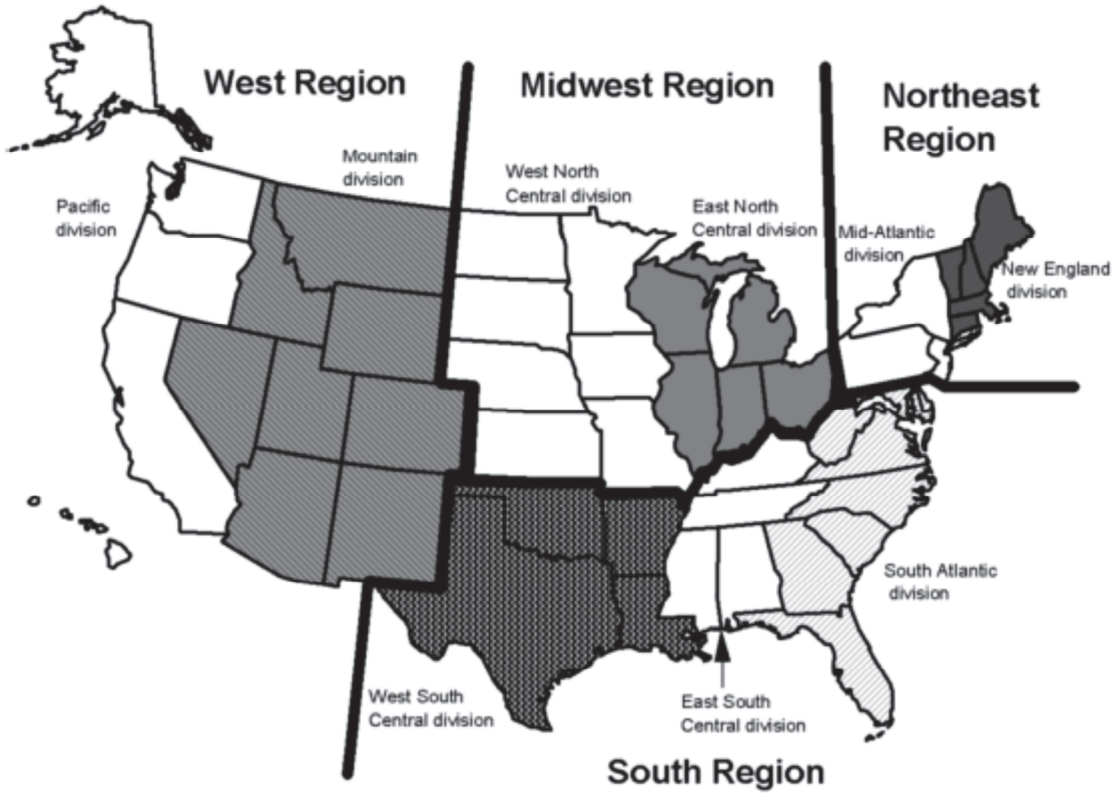 West Region
Midwest Region
Northeast
Region
Mountain
division
West North
Central division
Pacific
division
East North
Central division
Mid-Atlantic
division
New England
division
South Atlantic
division
West South
Central division
East South
Central division
South Region